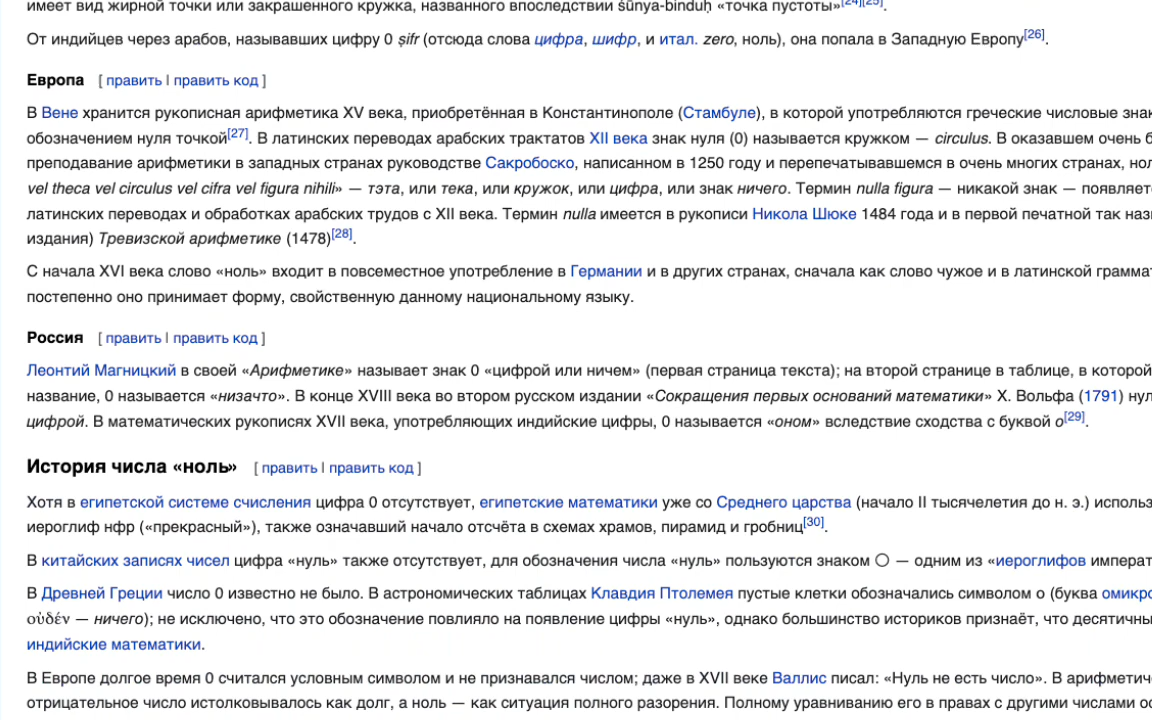 имеет вид жирной точки или закрашенного кружка, названного впоследствии śūnya-binduḥ «точка пустоты»[24][25].
От индийцев через арабов, называвших цифру 0 ṣifr (отсюда слова цифра, шифр, и итал. zero, ноль), она попала в Западную Европу[26].
Европа [ править | править код ]
В Вене хранится рукописная арифметика XV века, приобретённая в Константинополе (Стамбуле), в которой употребляются греческие числовые зна
обозначением нуля точкой[27]. В латинских переводах арабских трактатов XII века знак нуля (0) называется кружком — circulus. В оказавшем очень б
преподавание арифметики в западных странах руководстве Сакробоско, написанном в 1250 году и перепечатывавшемся в очень многих странах, нол
vel theca vel circulus vel cifra vel figura nihili» — тэта, или тека, или кружок, или цифра, или знак ничего. Термин nulla figura — никакой знак — появляет
латинских переводах и обработках арабских трудов с XII века. Термин nulla имеется в рукописи Никола Шюке 1484 года и в первой печатной так наз
издания) Тревизской арифметике (1478)[28].
С начала XVI века слово «ноль» входит в повсеместное употребление в Германии и в других странах, сначала как слово чужое и в латинской граммат
постепенно оно принимает форму, свойственную данному национальному языку.
Россия [ править | править код ]
Леонтий Магницкий в своей «Арифметике» называет знак 0 «цифрой или ничем» (первая страница текста); на второй странице в таблице, в которой
название, 0 называется «низачто». В конце XVIII века во втором русском издании «Сокращения первых оснований математики» Х. Вольфа (1791) нул
цифрой. В математических рукописях XVII века, употребляющих индийские цифры, 0 называется «оном» вследствие сходства с буквой о[29].
История числа «ноль» [ править | править код ]
Хотя в египетской системе счисления цифра 0 отсутствует, египетские математики уже со Среднего царства (начало II тысячелетия до н. э.) использ
иероглиф нфр («прекрасный»), также означавший начало отсчёта в схемах храмов, пирамид и гробниц[30].
В китайских записях чисел цифра «нуль» также отсутствует, для обозначения числа «нуль» пользуются знаком 〇 — одним из «иероглифов императ
В Древней Греции число 0 известно не было. В астрономических таблицах Клавдия Птолемея пустые клетки обозначались символом ο (буква омикр
οὐδέν — ничего); не исключено, что это обозначение повлияло на появление цифры «нуль», однако большинство историков признаёт, что десятичны
индийские математики.
В Европе долгое время 0 считался условным символом и не признавался числом; даже в XVII веке Валлис писал: «Нуль не есть число». В арифметич
отрицательное число истолковывалось как долг, а ноль — как ситуация полного разорения. Полному уравниванию его в правах с другими числами ос